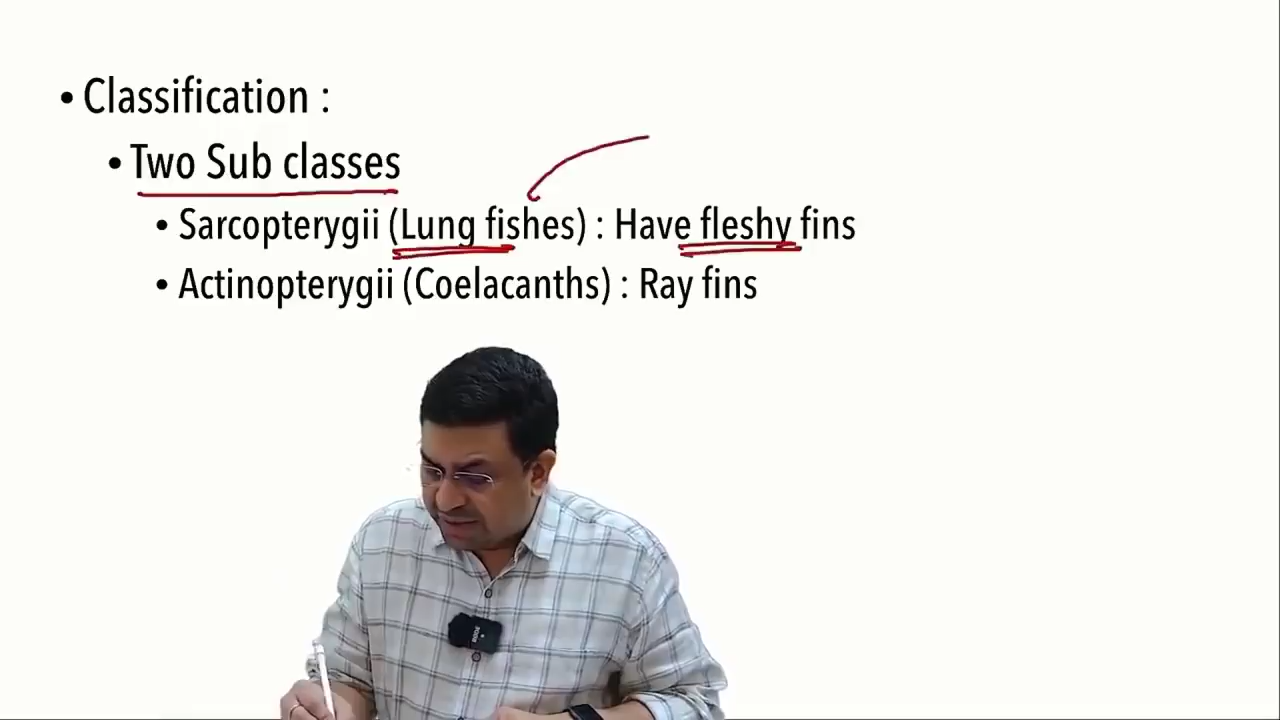 • Classification :
• Two Sub classes
• Sarcopterygii (Lung fishes) : Have fleshy fins
• Actinopterygii (Coelacanths) : Ray fins